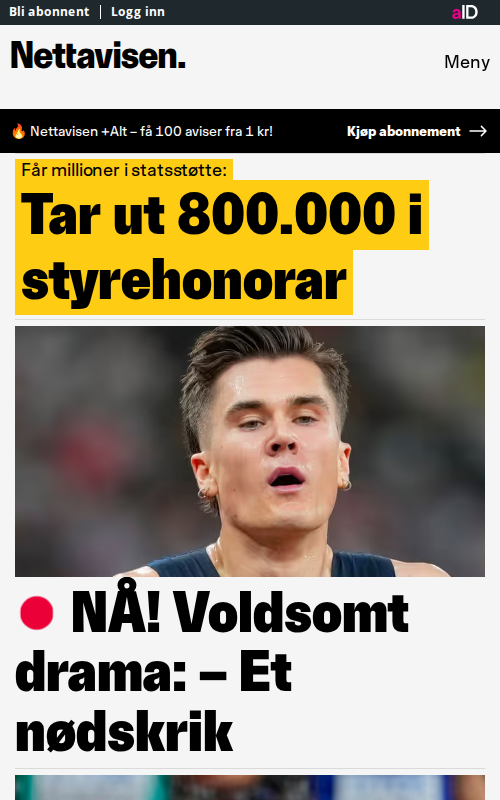 Bli abonnent | Logg inn
aID
Nettavisen.
Meny
🔥 Nettavisen +Alt – få 100 aviser fra 1 kr!
Kjøp abonnement →
Får millioner i statsstøtte:
Tar ut 800.000 i
styrehonorar
NÅ! Voldsomt
drama: – Et
nødskrik